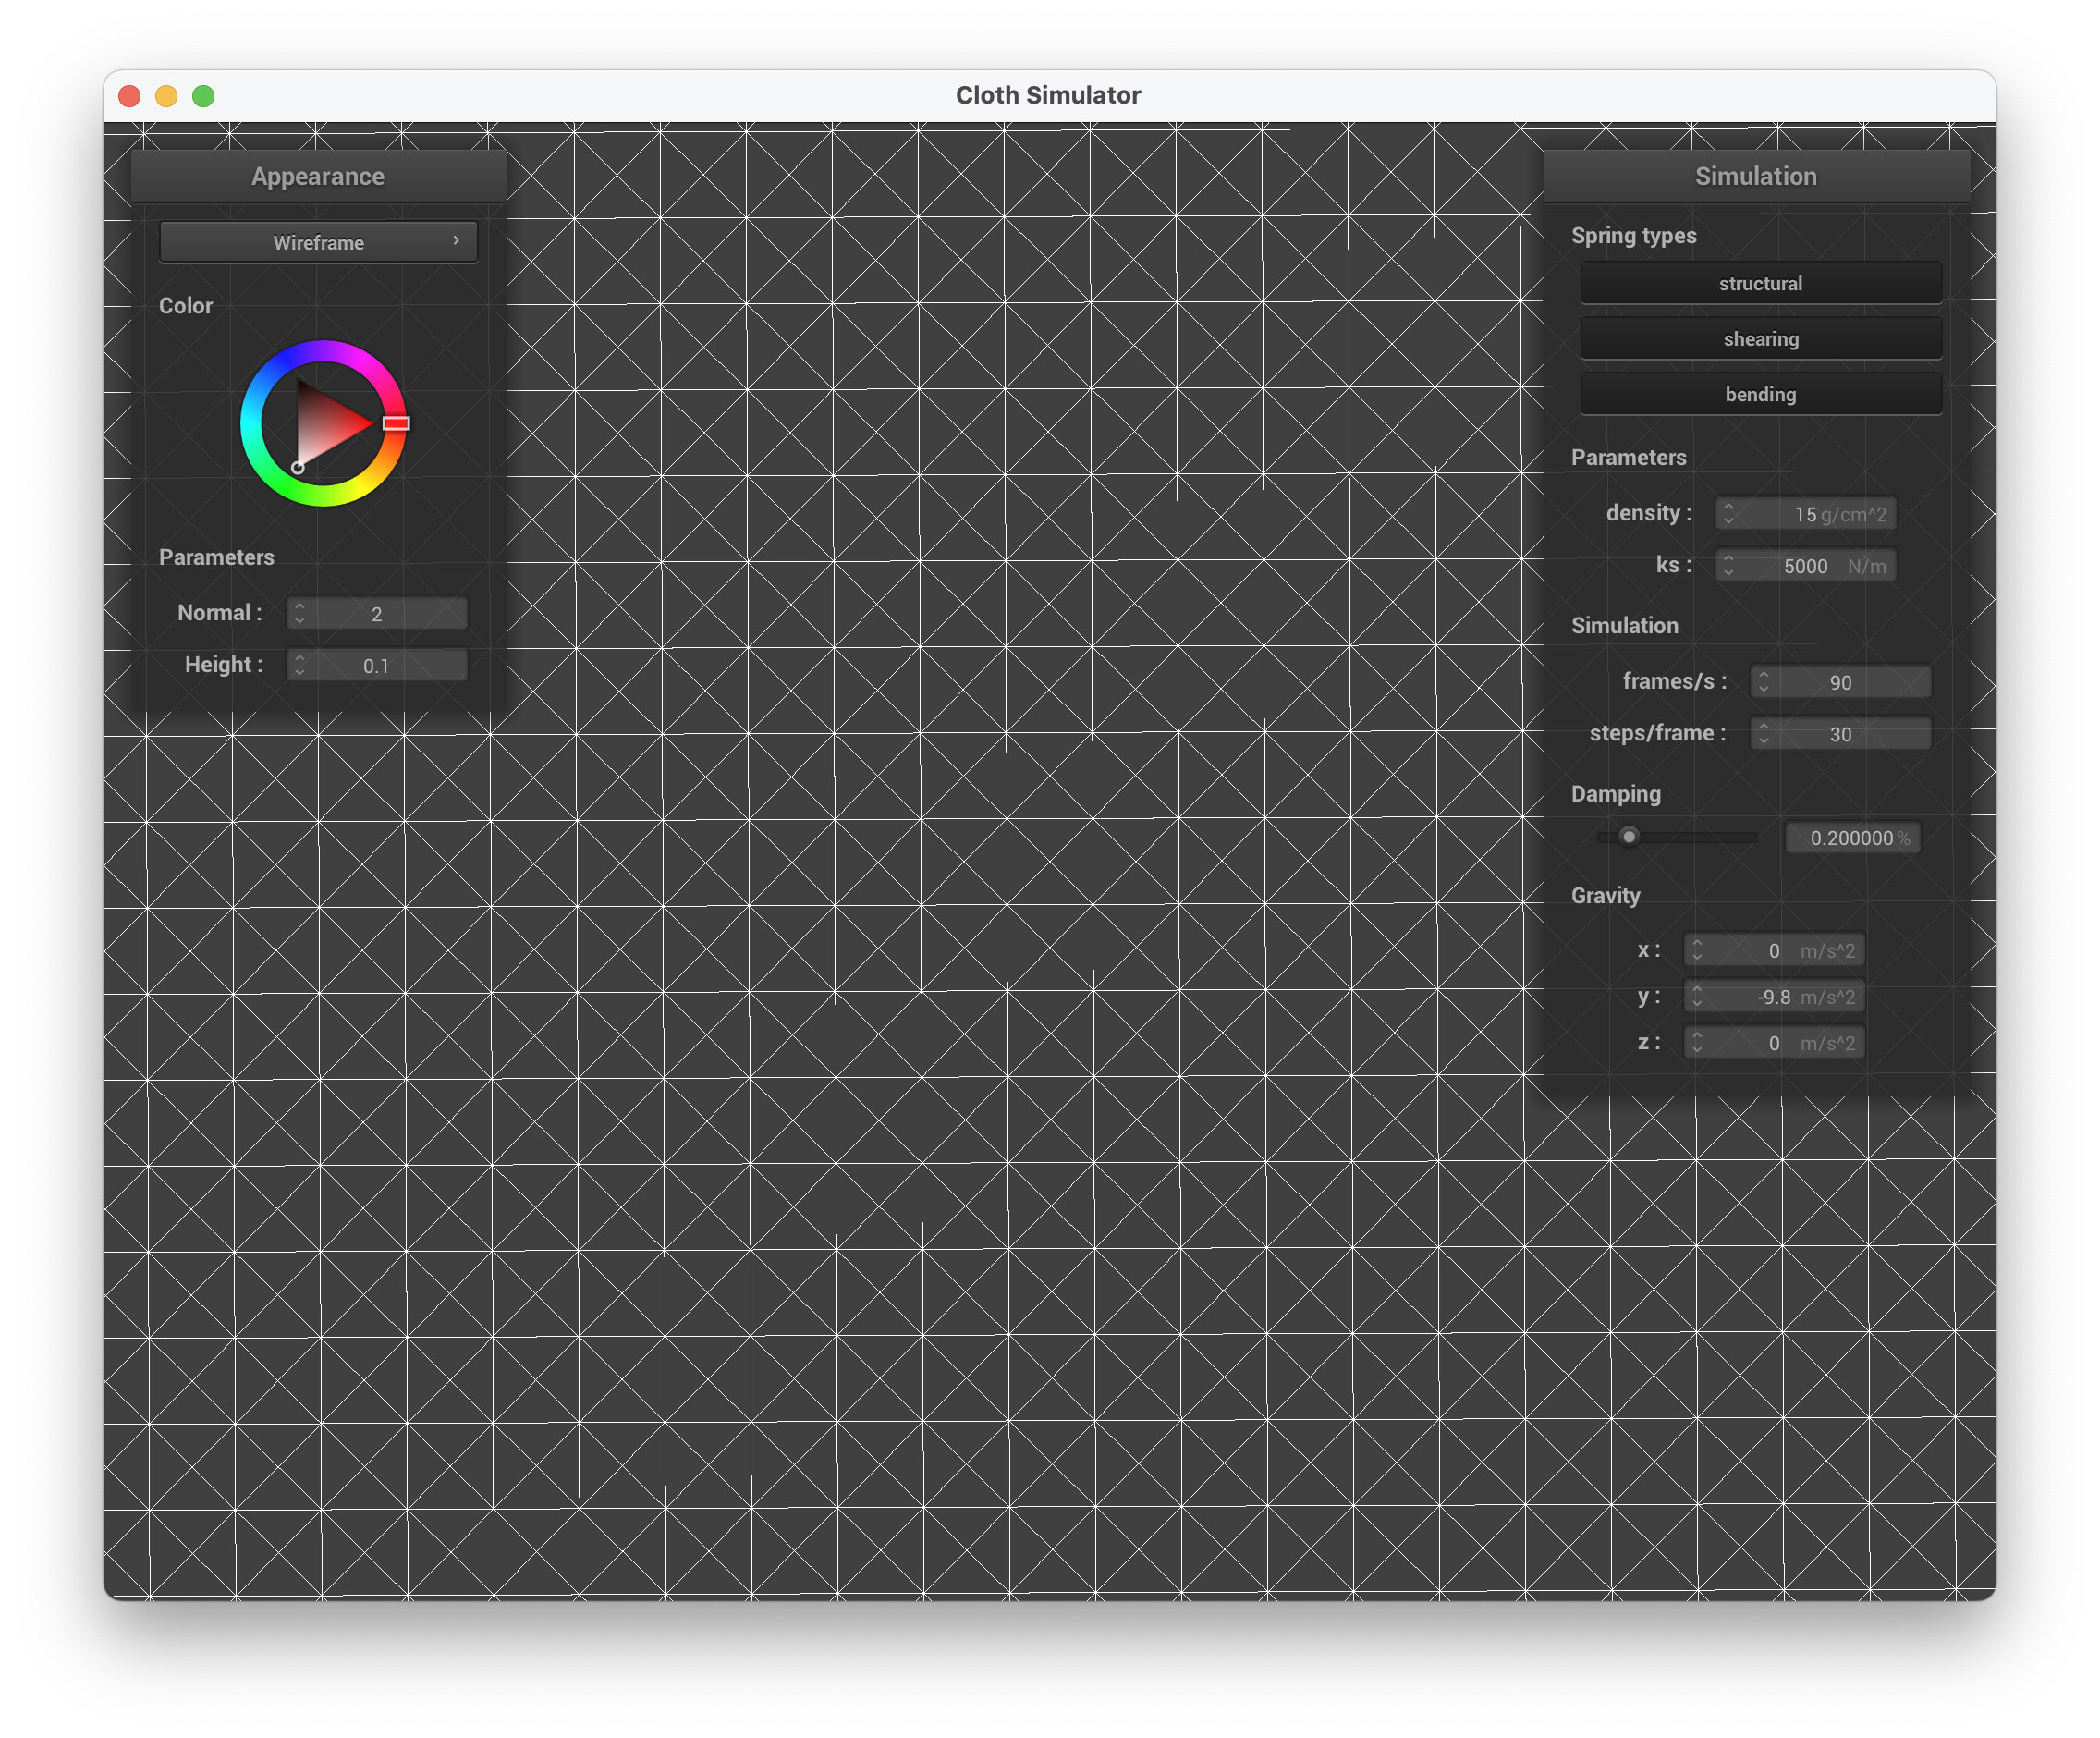 Cloth Simulator
Appearance
Wireframe
Color
Parameters
Normal : 2
Height : 0.1
Simulation
Spring types
structural
shearing
bending
Parameters
density : 15 g/cm^2
ks : 5000 N/m
Simulation
frames/s : 90
steps/frame : 30
Damping
0.200000 %
Gravity
x : 0 m/s^2
y : -9.8 m/s^2
z : 0 m/s^2